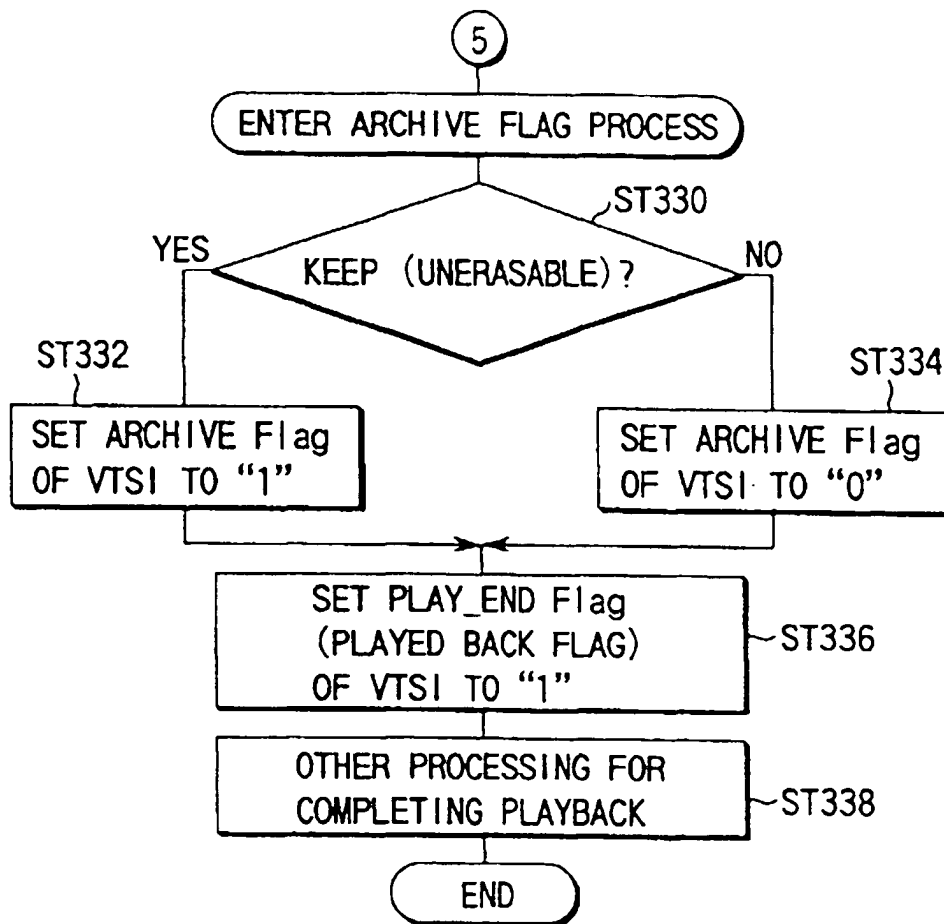 5
ENTER ARCHIVE FLAG PROCESS
ST330
YES
KEEP (UNERASABLE)?
NO
ST332
ST334
SET ARCHIVE Flag
OF VTSI TO “1”
SET ARCHIVE Flag
OF VTSI TO “0”
SET PLAY_END Flag
(PLAYED BACK FLAG)
OF VTSI TO “1”
ST336
OTHER PROCESSING FOR
COMPLETING PLAYBACK
ST338
END